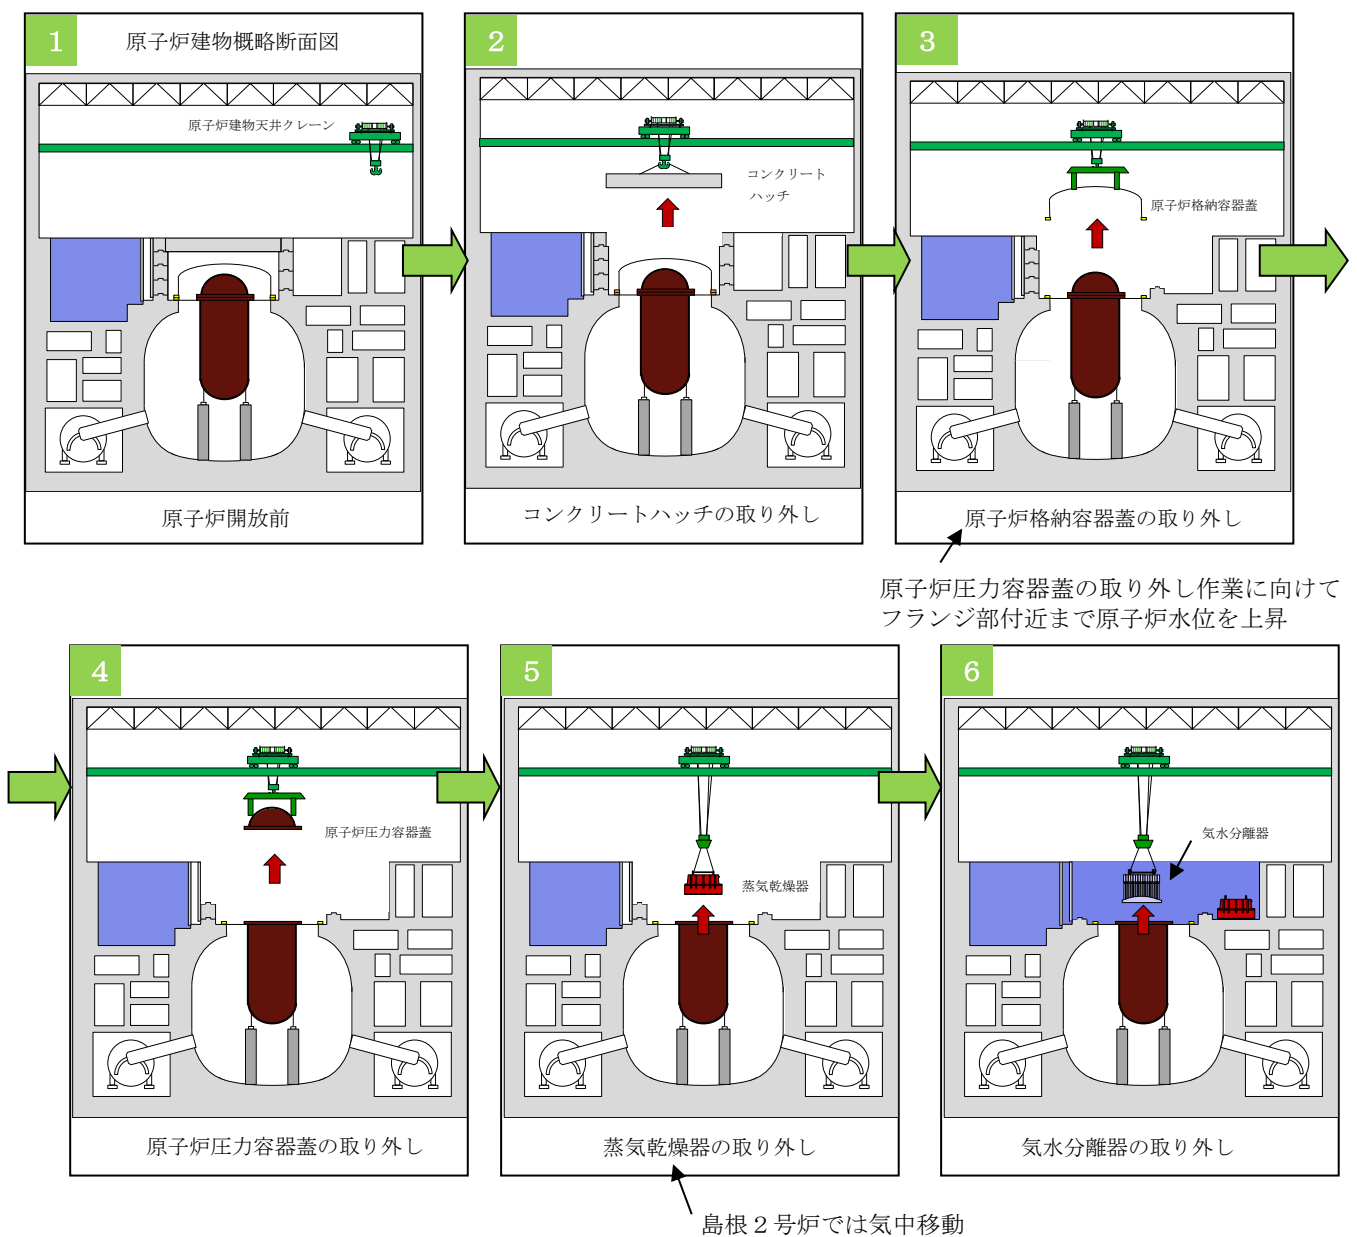 1
原子炉建物概略断面図
原子炉建物天井クレーン
原子炉開放前
2
コンクリート
ハッチ
コンクリートハッチの取り外し
3
原子炉格納容器蓋
原子炉格納容器蓋の取り外し
原子炉圧力容器蓋の取り外し作業に向けて
フランジ部付近まで原子炉水位を上昇
4
原子炉圧力容器蓋
原子炉圧力容器蓋の取り外し
5
蒸気乾燥器
蒸気乾燥器の取り外し
島根２号炉では気中移動
6
気水分離器
気水分離器の取り外し